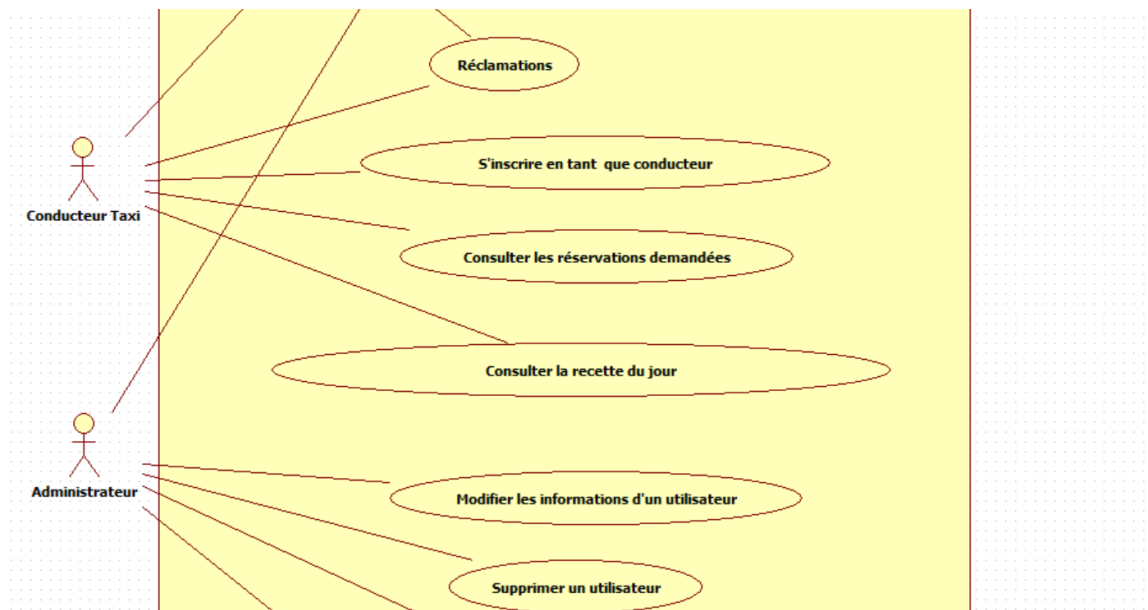 Réclamations
S'inscrire en tant que conducteur
Conducteur Taxi
Consulter les réservations demandées
Consulter la recette du jour
Administrateur
Modifier les informations d'un utilisateur
Supprimer un utilisateur